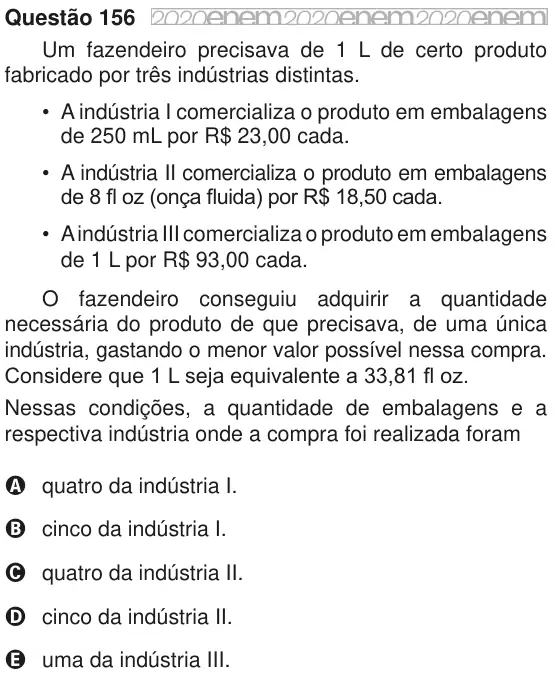 Questão 156 2020enem2020enem2020enem
Um fazendeiro precisava de 1 L de certo produto
fabricado por três indústrias distintas.
• A indústria I comercializa o produto em embalagens
de 250 mL por R$ 23,00 cada.
• A indústria II comercializa o produto em embalagens
de 8 fl oz (onça fluida) por R$ 18,50 cada.
• A indústria III comercializa o produto em embalagens
de 1 L por R$ 93,00 cada.
O fazendeiro conseguiu adquirir a quantidade
necessária do produto de que precisava, de uma única
indústria, gastando o menor valor possível nessa compra.
Considere que 1 L seja equivalente a 33,81 fl oz.
Nessas condições, a quantidade de embalagens e a
respectiva indústria onde a compra foi realizada foram
A quatro da indústria I.
B cinco da indústria I.
C quatro da indústria II.
D cinco da indústria II.
E uma da indústria III.